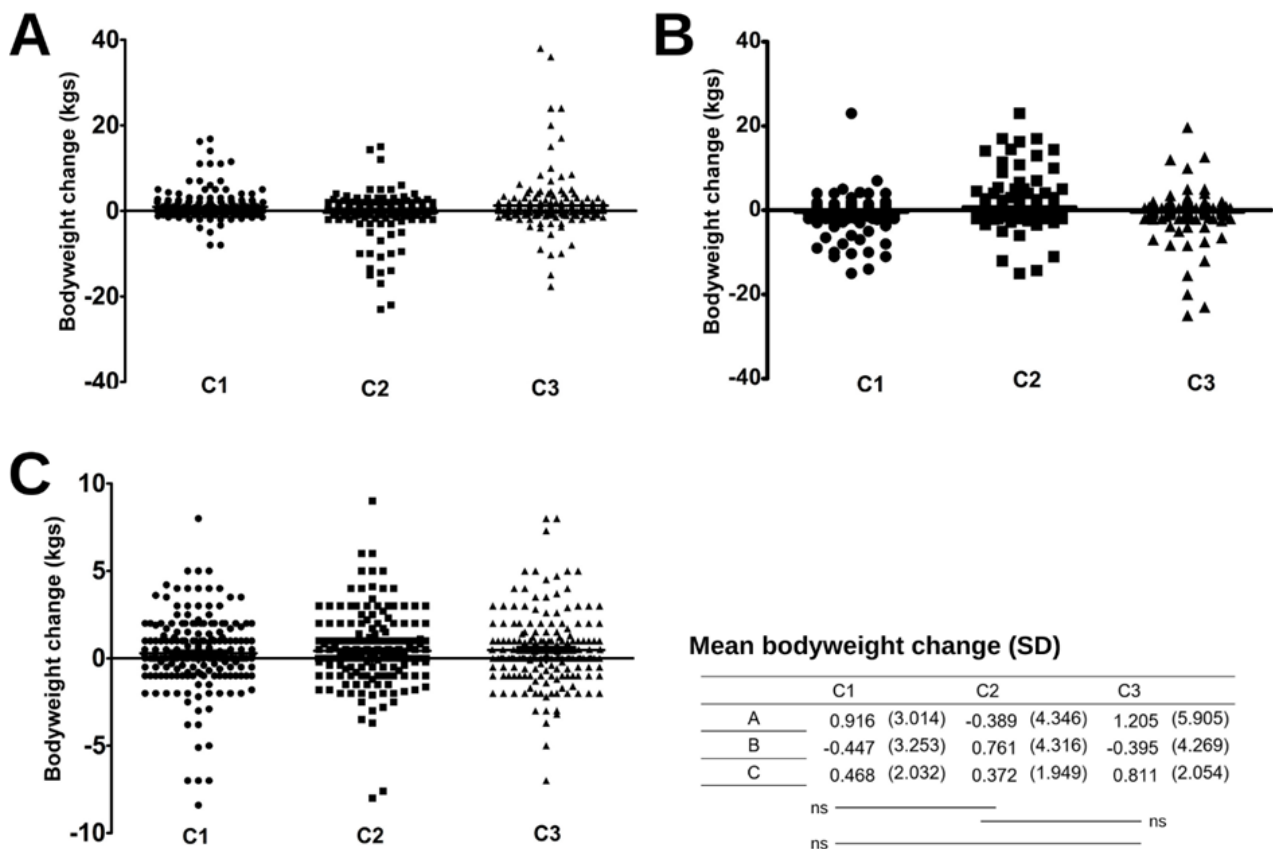 A
Bodyweight change (kgs)
40
20
0
-20
-40
C1 C2 C3
B
Bodyweight change (kgs)
40
20
0
-20
-40
C1 C2 C3
C
Bodyweight change (kgs)
10
5
0
-5
-10
C1 C2 C3
Mean bodyweight change (SD)
C1 C2 C3
A 0.916 (3.014) -0.389 (4.346) 1.205 (5.905)
B -0.447 (3.253) 0.761 (4.316) -0.395 (4.269)
C 0.468 (2.032) 0.372 (1.949) 0.811 (2.054)
ns
ns
ns